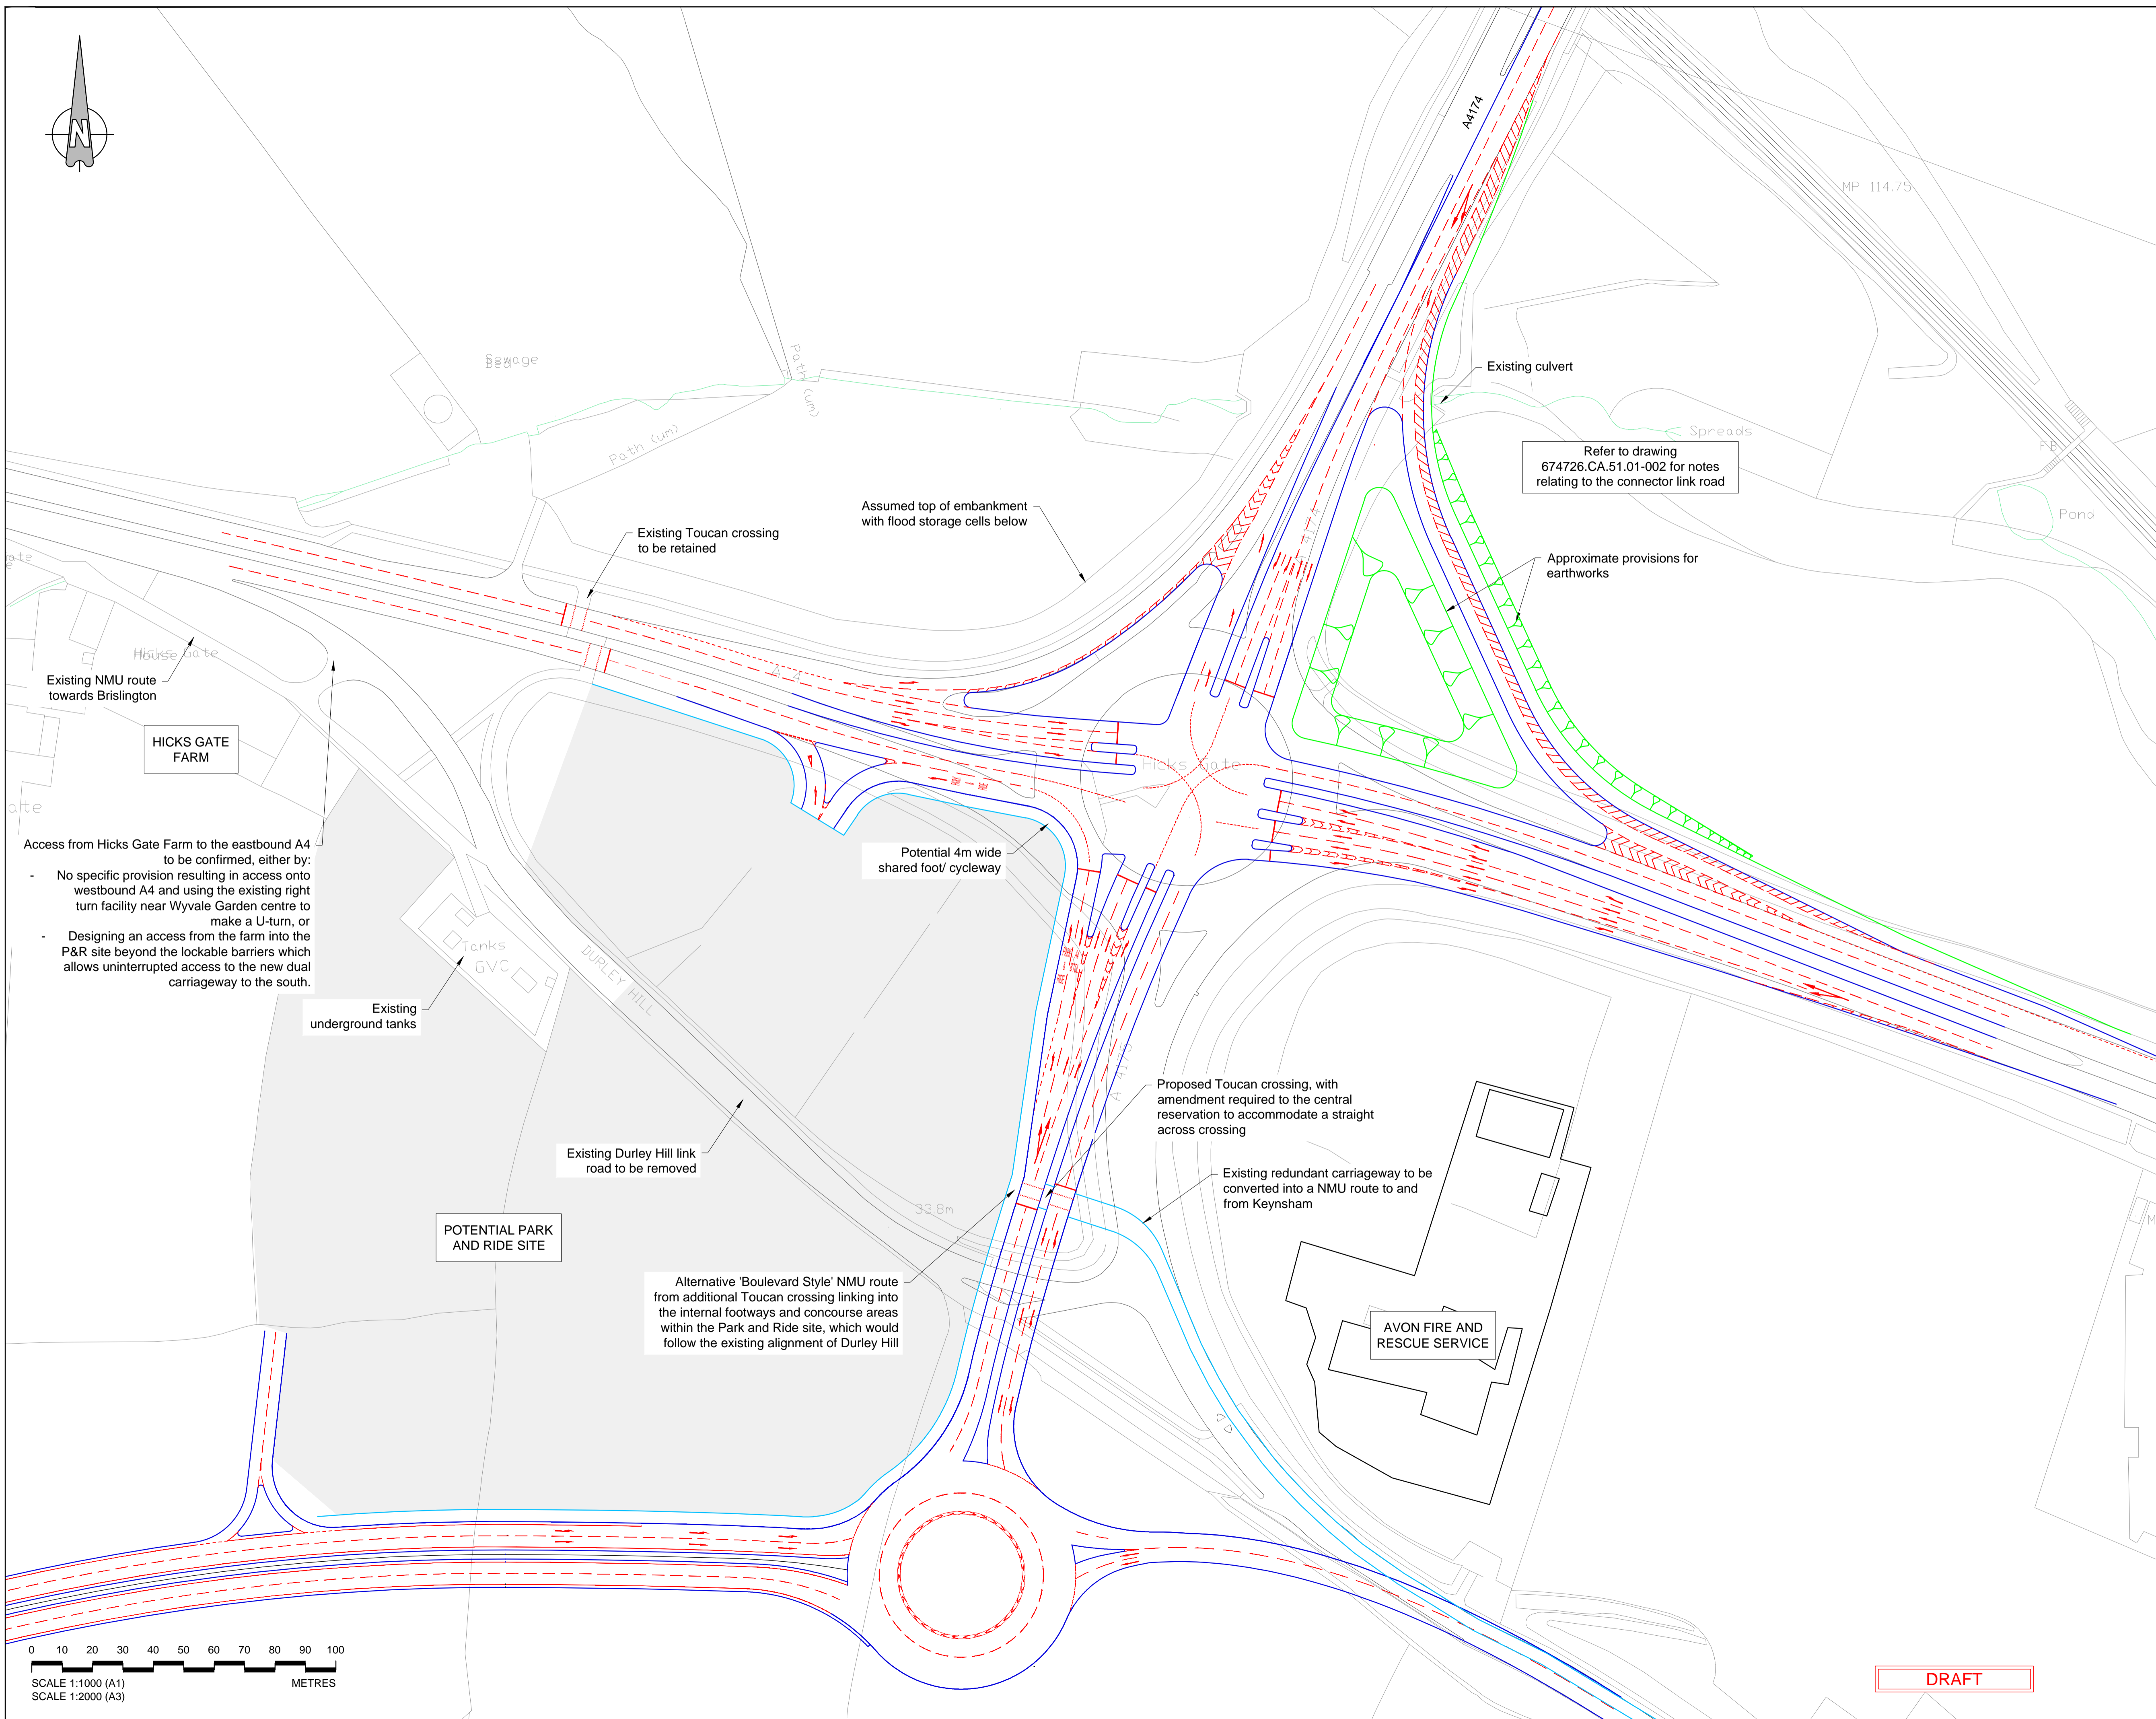 N
A4174
MP 114.75
Sewage
Bed
Path (um)
Path (um)
Existing culvert
Spreads
FB
Refer to drawing
674726.CA.51.01-002 for notes
relating to the connector link road
Pond
Assumed top of embankment
with flood storage cells below
Existing Toucan crossing
to be retained
A 4174
Approximate provisions for
earthworks
Hicks Gate
House
Existing NMU route
towards Brislington
HICKS GATE
FARM
A 4
Hicks Gate
Access from Hicks Gate Farm to the eastbound A4
to be confirmed, either by:
- No specific provision resulting in access onto
westbound A4 and using the existing right
turn facility near Wyvale Garden centre to
make a U-turn, or
- Designing an access from the farm into the
P&R site beyond the lockable barriers which
allows uninterrupted access to the new dual
carriageway to the south.
Potential 4m wide
shared foot/ cycleway
Tanks
GVC
DURLEY HILL
Existing
underground tanks
A 4175
Proposed Toucan crossing, with
amendment required to the central
reservation to accommodate a straight
across crossing
Existing Durley Hill link
road to be removed
Existing redundant carriageway to be
converted into a NMU route to and
from Keynsham
33.8m
POTENTIAL PARK
AND RIDE SITE
Alternative 'Boulevard Style' NMU route
from additional Toucan crossing linking into
the internal footways and concourse areas
within the Park and Ride site, which would
follow the existing alignment of Durley Hill
AVON FIRE AND
RESCUE SERVICE
0 10 20 30 40 50 60 70 80 90 100
SCALE 1:1000 (A1) METRES
SCALE 1:2000 (A3)
DRAFT